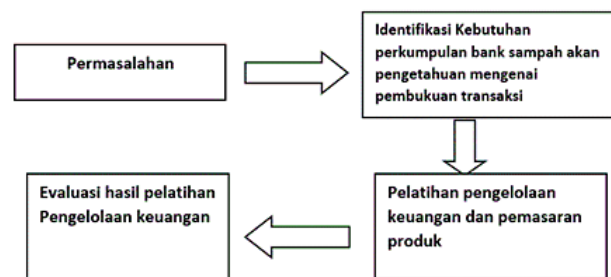 Permasalahan
Identifikasi Kebutuhan
perkumpulan bank sampah akan
pengetahuan mengenai
pembukuan transaksi
Pelatihan pengelolaan
keuangan dan pemasaran
produk
Evaluasi hasil pelatihan
Pengelolaan keuangan